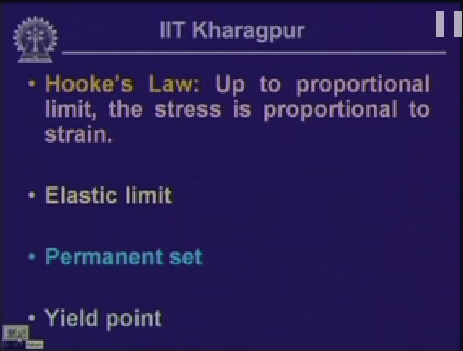 IIT Kharagpur
• Hooke's Law: Up to proportional
limit, the stress is proportional to
strain.
• Elastic limit
• Permanent set
• Yield point